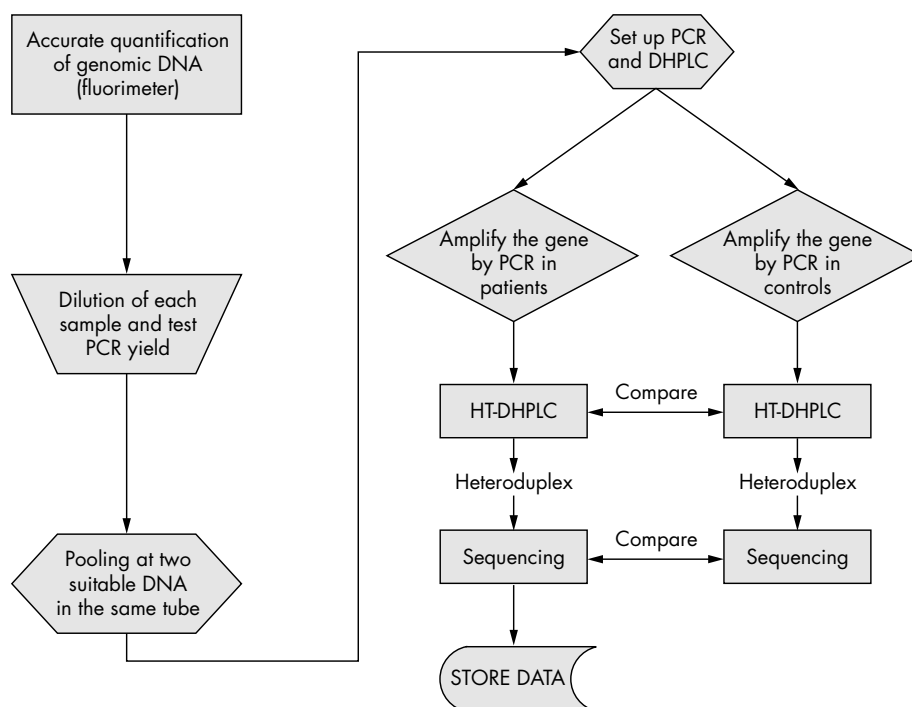 Accurate quantification
of genomic DNA
(fluorimeter)
Dilution of each
sample and test
PCR yield
Pooling at two
suitable DNA
in the same tube
Set up PCR
and DHPLC
Amplify the gene
by PCR in
patients
Amplify the gene
by PCR in
controls
HT-DHPLC
Compare
HT-DHPLC
Heteroduplex
Heteroduplex
Sequencing
Compare
Sequencing
STORE DATA